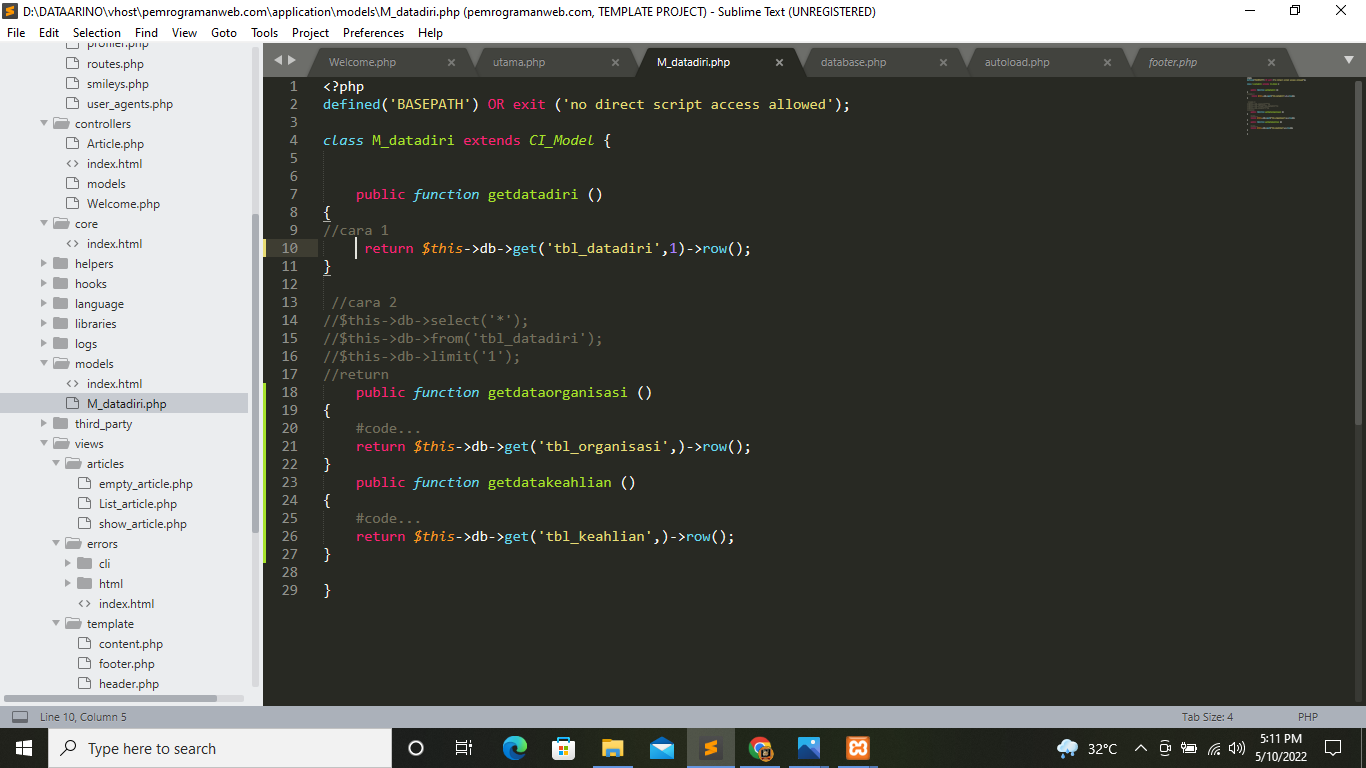 D:\DATAARINO\vhost\pemrogramanweb.com\application\models\M_datadiri.php (pemrogramanweb.com, TEMPLATE PROJECT) - Sublime Text (UNREGISTERED)
File Edit Selection Find View Goto Tools Project Preferences Help
profiler.php
routes.php
smileys.php
user_agents.php
controllers
Article.php
index.html
models
Welcome.php
core
index.html
helpers
hooks
language
libraries
logs
models
index.html
M_datadiri.php
third_party
views
articles
empty_article.php
List_article.php
show_article.php
errors
cli
html
index.html
template
content.php
footer.php
header.php
Welcome.php utama.php M_datadiri.php database.php autoload.php footer.php
1 <?php
2 defined('BASEPATH') OR exit ('no direct script access allowed');
3
4 class M_datadiri extends CI_Model {
5
6
7 public function getdatadiri ()
8 {
9 //cara 1
10 return $this->db->get('tbl_datadiri',1)->row();
11 }
12
13 //cara 2
14 //$this->db->select('*');
15 //$this->db->from('tbl_datadiri');
16 //$this->db->limit('1');
17 //return
18 public function getdataorganisasi ()
19 {
20 #code...
21 return $this->db->get('tbl_organisasi',)->row();
22 }
23 public function getdatakeahlian ()
24 {
25 #code...
26 return $this->db->get('tbl_keahlian',)->row();
27 }
28
29 }
Line 10, Column 5
Tab Size: 4
PHP
Type here to search
32°C
5:11 PM
5/10/2022